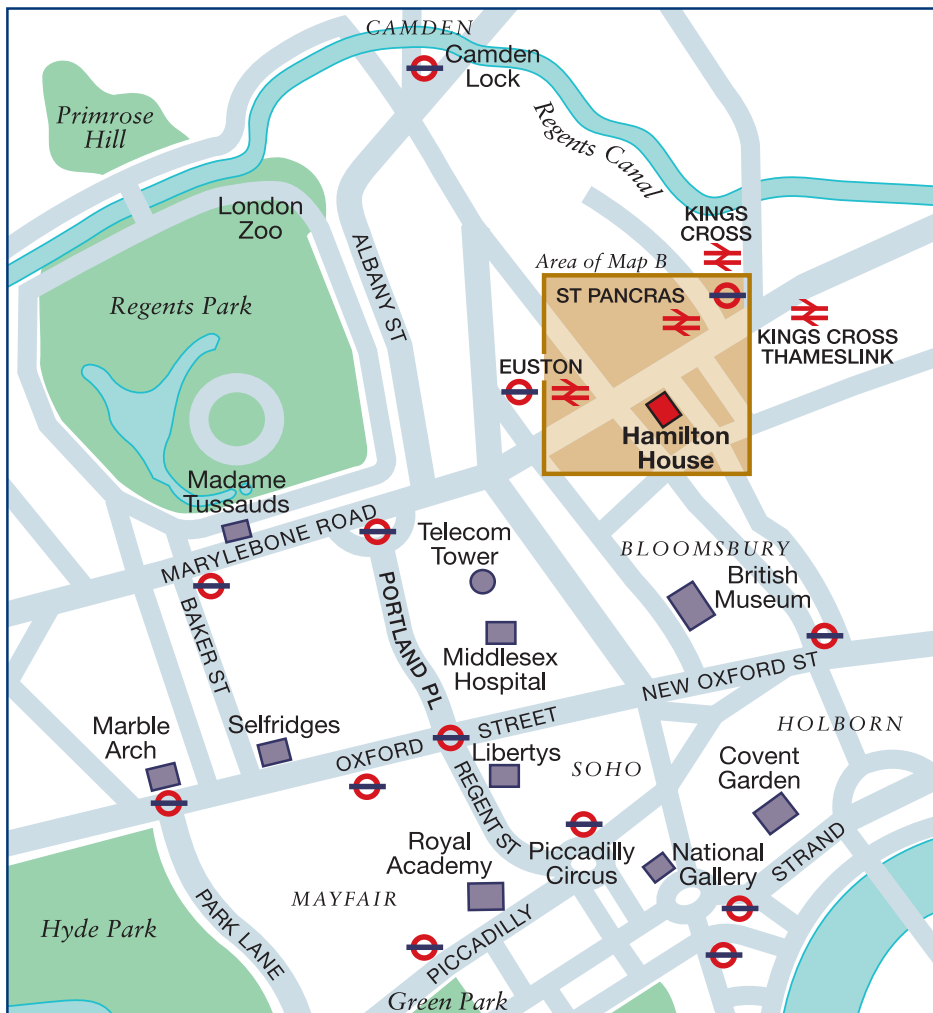 CAMDEN
Camden
Lock
Primrose
Hill
Regents Canal
London
Zoo
KINGS
CROSS
ALBANY ST
Area of Map B
Regents Park
ST PANCRAS
KINGS CROSS
THAMESLINK
EUSTON
Hamilton
House
Madame
Tussauds
MARYLEBONE ROAD
Telecom
Tower
BLOOMSBURY
British
Museum
BAKER ST
PORTLAND PL
Middlesex
Hospital
NEW OXFORD ST
Marble
Arch
Selfridges
OXFORD STREET
HOLBORN
Libertys
SOHO
Covent
Garden
REGENT ST
Royal
Academy
Piccadilly
Circus
National
Gallery
STRAND
MAYFAIR
PARK LANE
Hyde Park
PICCADILLY
Green Park